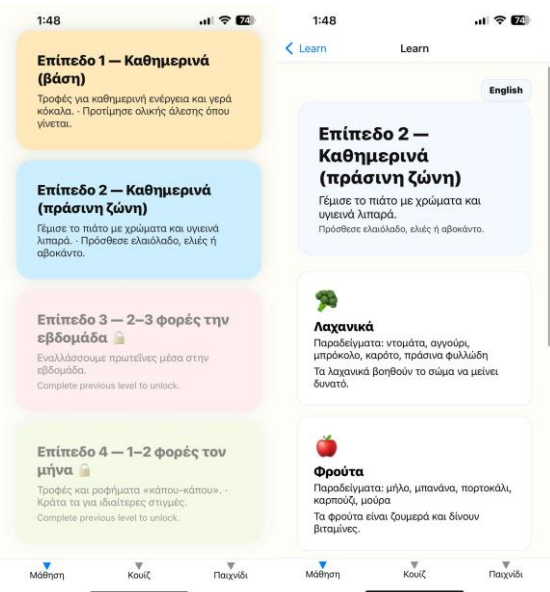 1:48
74
Επίπεδο 1 — Καθημερινά
(βάση)
Τροφές για καθημερινή ενέργεια και γερά
κόκαλα. · Προτίμησε ολικής άλεσης όπου
γίνεται.
Επίπεδο 2 — Καθημερινά
(πράσινη ζώνη)
Γέμισε το πιάτο με χρώματα και υγιεινά
λιπαρά. · Πρόσθεσε ελαιόλαδο, ελιές ή
αβοκάντο.
Επίπεδο 3 — 2–3 φορές την
εβδομάδα
Εναλλάσσουμε πρωτεΐνες μέσα στην
εβδομάδα.
Complete previous level to unlock.
Επίπεδο 4 — 1–2 φορές τον
μήνα
Τροφές και ροφήματα «κάπου-κάπου». ·
Κράτα τα για ιδιαίτερες στιγμές.
Complete previous level to unlock.
Μάθηση
Κουίζ
Παιχνίδι
1:48
74
Learn
Learn
English
Επίπεδο 2 —
Καθημερινά
(πράσινη ζώνη)
Γέμισε το πιάτο με χρώματα και
υγιεινά λιπαρά.
Πρόσθεσε ελαιόλαδο, ελιές ή αβοκάντο.
Λαχανικά
Παραδείγματα: ντομάτα, αγγούρι,
μπρόκολο, καρότο, πράσινα φυλλώδη
Τα λαχανικά βοηθούν το σώμα να μείνει
δυνατό.
Φρούτα
Παραδείγματα: μήλο, μπανάνα, πορτοκάλι,
καρπούζι, μούρα
Τα φρούτα είναι ζουμερά και δίνουν
βιταμίνες.
Μάθηση
Κουίζ
Παιχνίδι